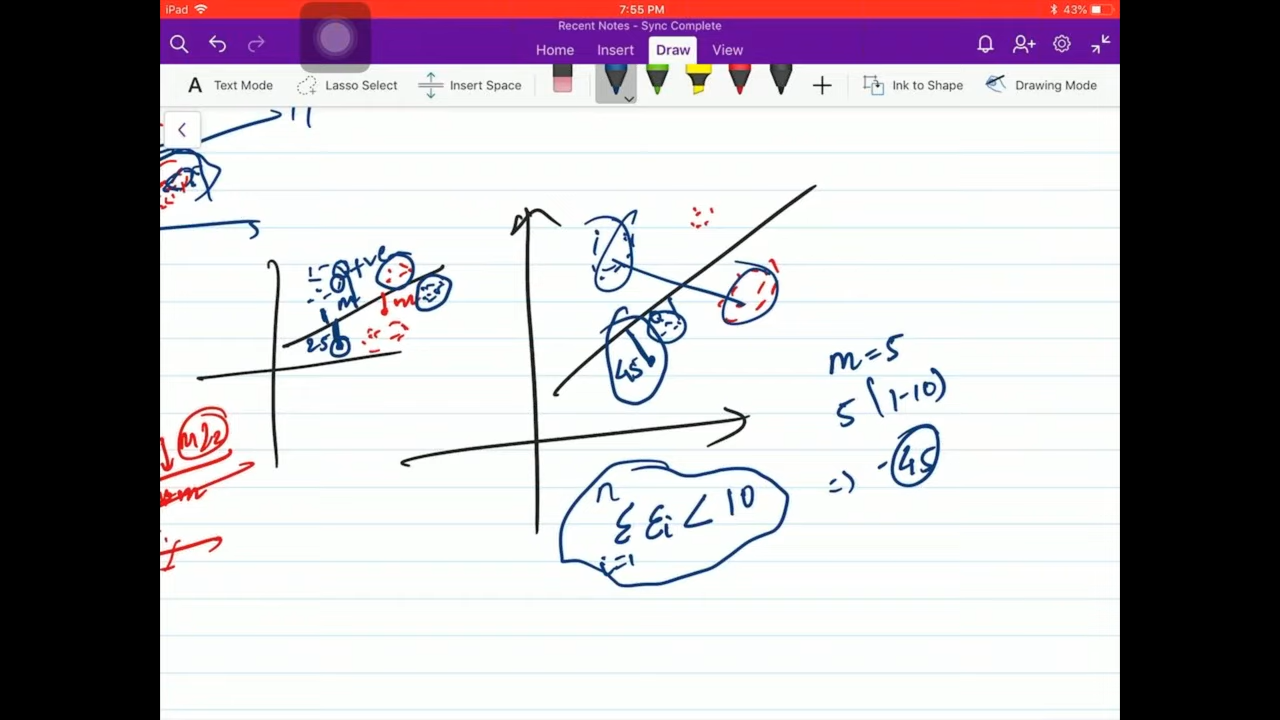 iPad 7:55 PM 43%
Recent Notes - Sync Complete
Home Insert Draw View
A Text Mode Lasso Select Insert Space Ink to Shape Drawing Mode
+ve
m m
25
45
m = 5
5 (1-10)
=> -45
n
Σ εi < 10
i=1